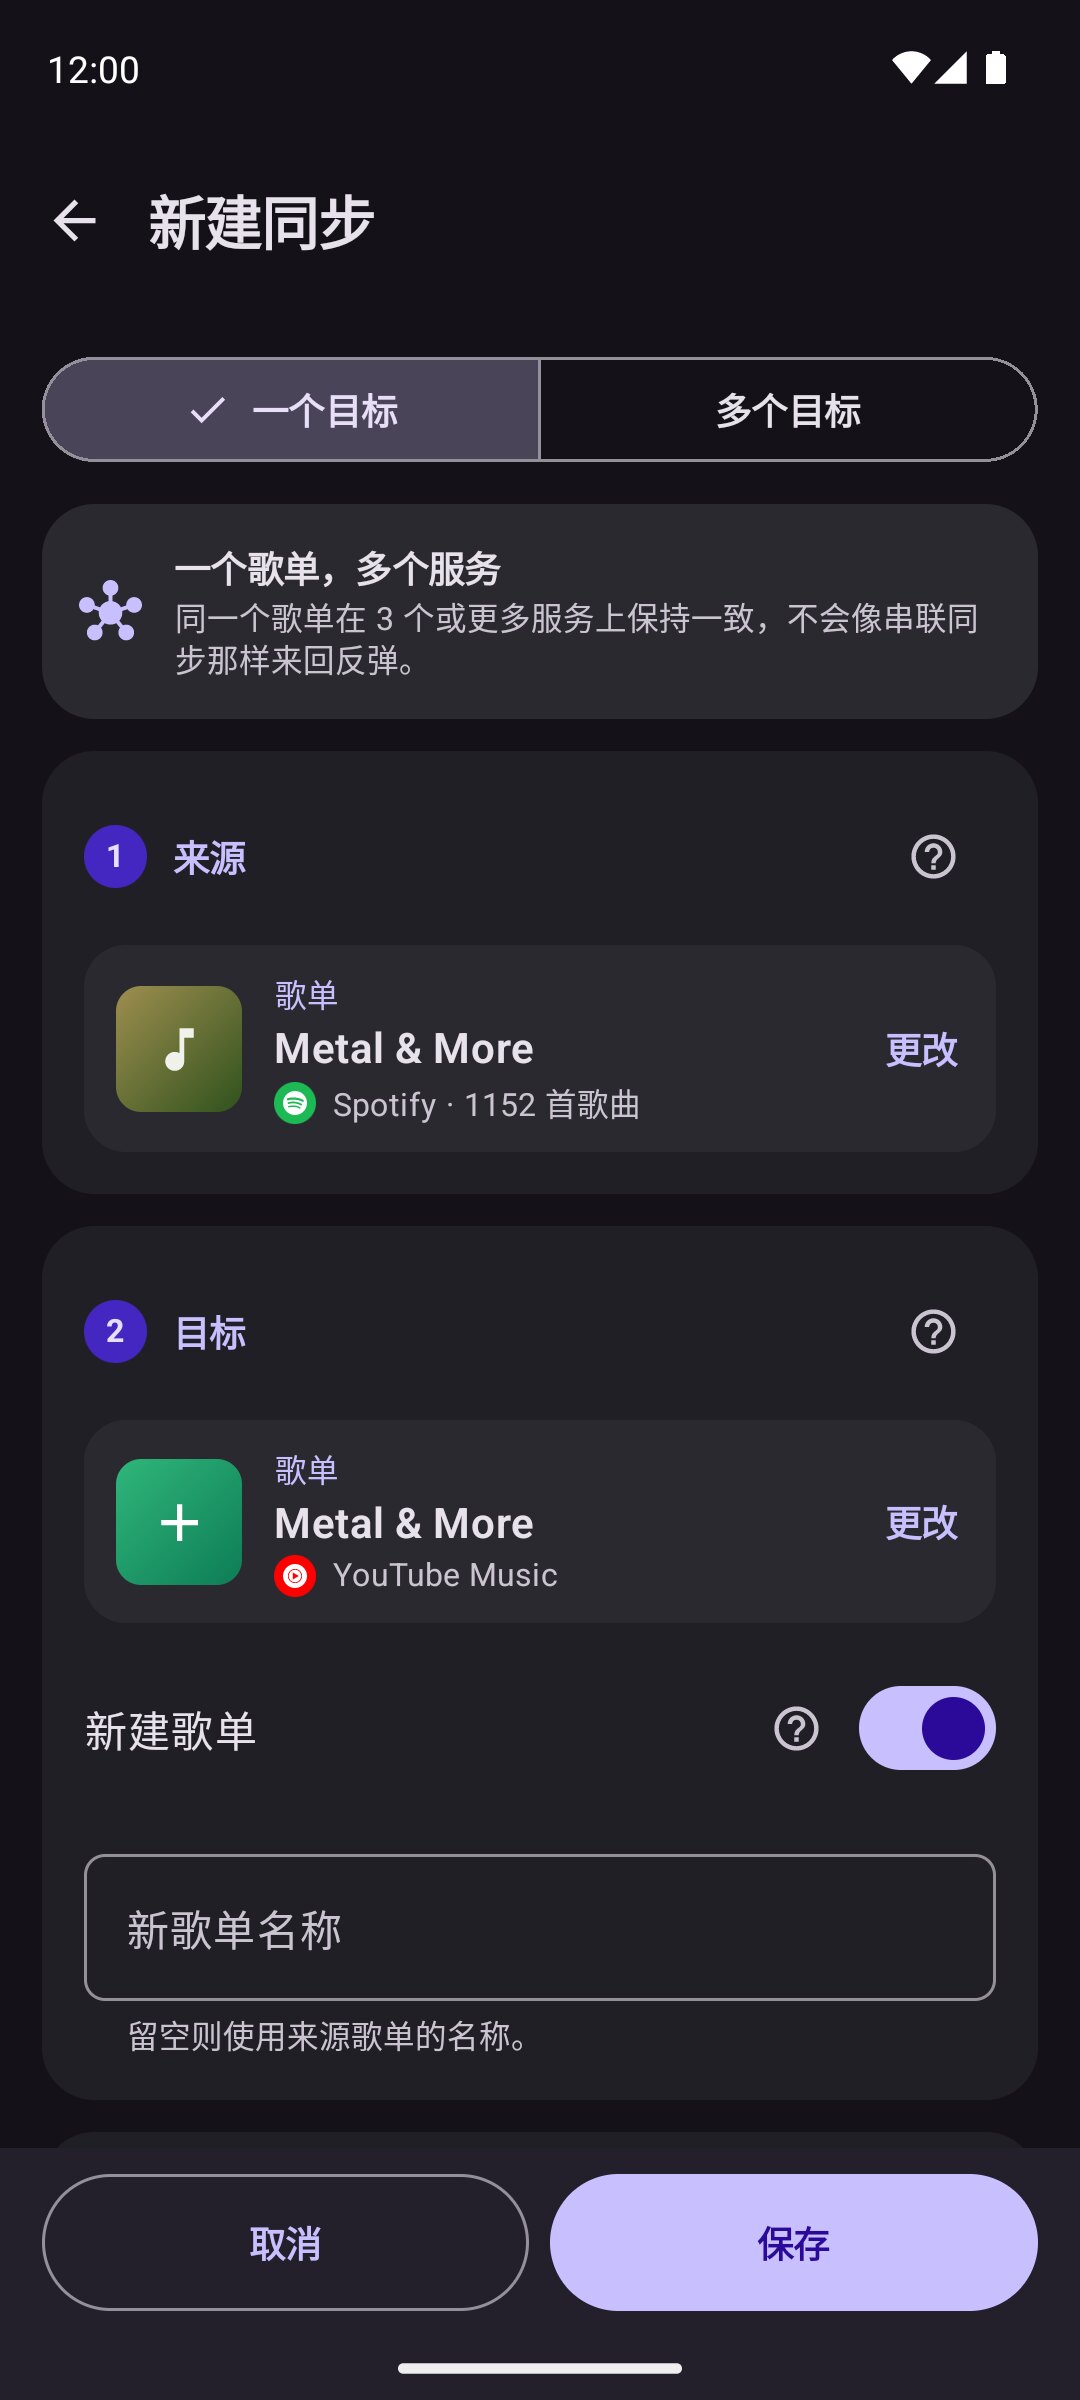 12:00
新建同步
一个目标
多个目标
一个歌单，多个服务
同一个歌单在 3 个或更多服务上保持一致，不会像串联同
步那样来回反弹。
1 来源
歌单
Metal & More
更改
Spotify · 1152 首歌曲
2 目标
歌单
Metal & More
更改
YouTube Music
新建歌单
新歌单名称
留空则使用来源歌单的名称。
取消
保存